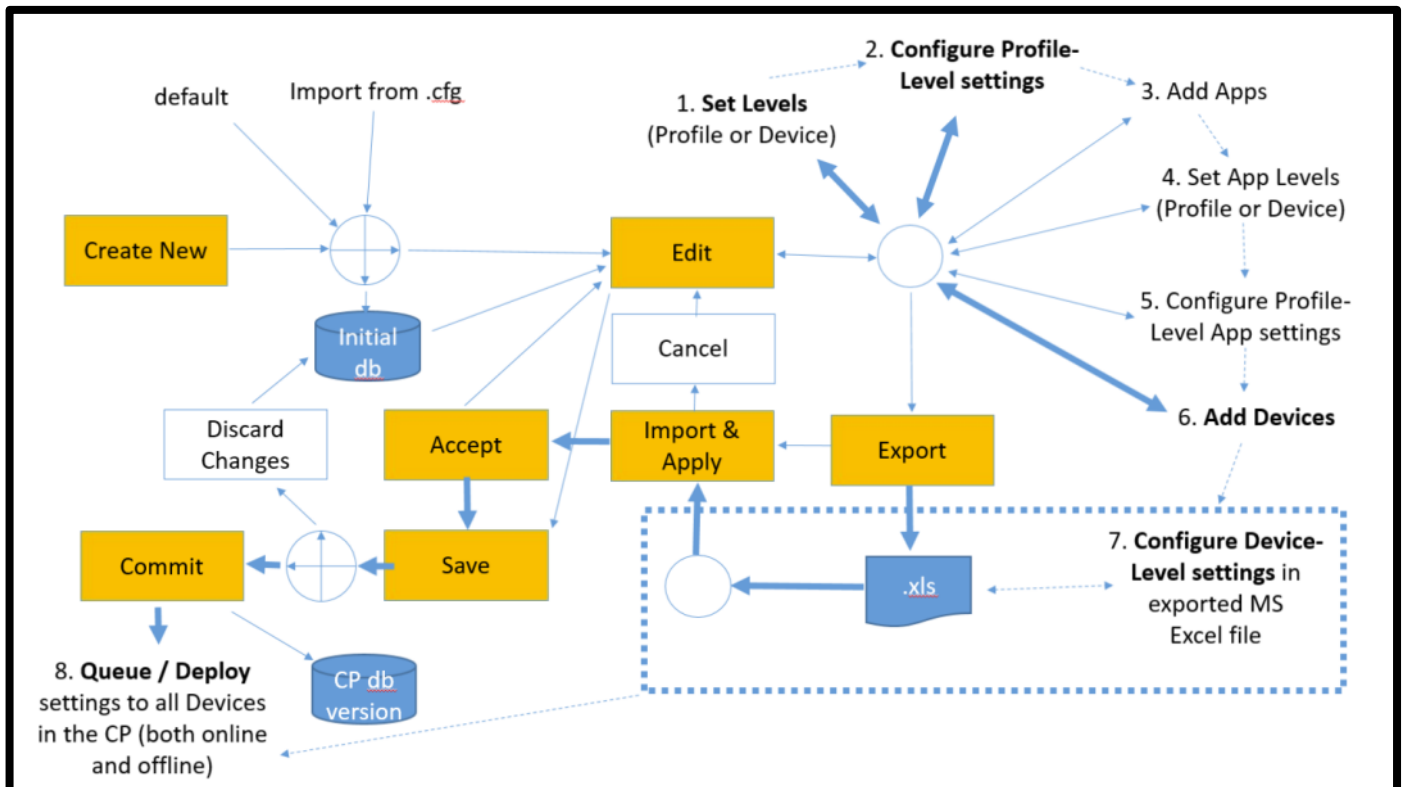 default
Import from .cfg
1. Set Levels
(Profile or Device)
2. Configure Profile-
Level settings
3. Add Apps
4. Set App Levels
(Profile or Device)
Create New
Edit
5. Configure Profile-
Level App settings
Initial
db
Cancel
6. Add Devices
Discard
Changes
Accept
Import &
Apply
Export
Commit
Save
.xls
7. Configure Device-
Level settings in
exported MS
Excel file
8. Queue / Deploy
settings to all Devices
in the CP (both online
and offline)
CP db
version